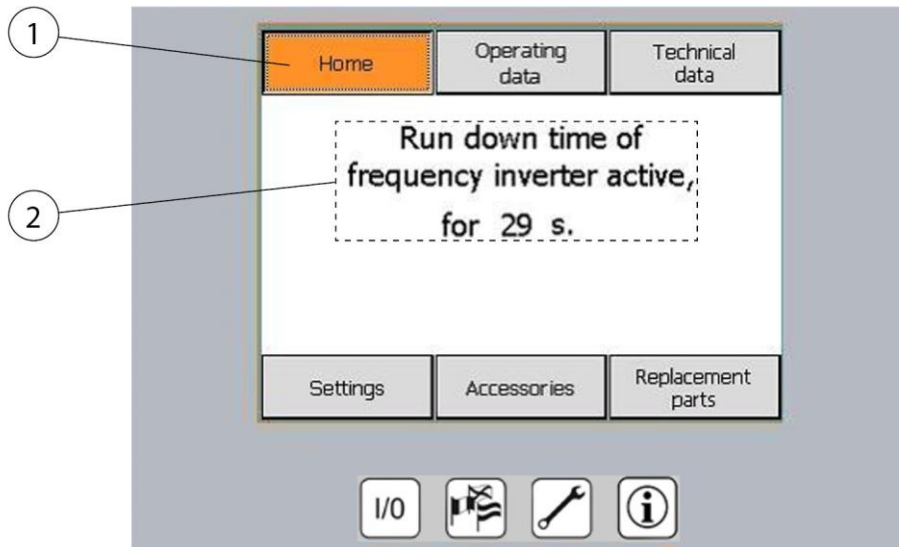 1
Home
Operating
data
Technical
data
Run down time of
frequency inverter active,
for 29 s.
2
Settings
Accessories
Replacement
parts
I/0
i